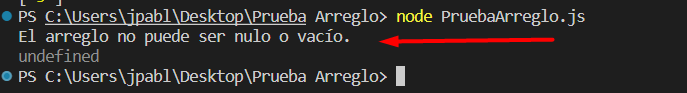 PS C:\Users\jpabl\Desktop\Prueba Arreglo> node PruebaArreglo.js
El arreglo no puede ser nulo o vacío.
undefined
PS C:\Users\jpabl\Desktop\Prueba Arreglo>